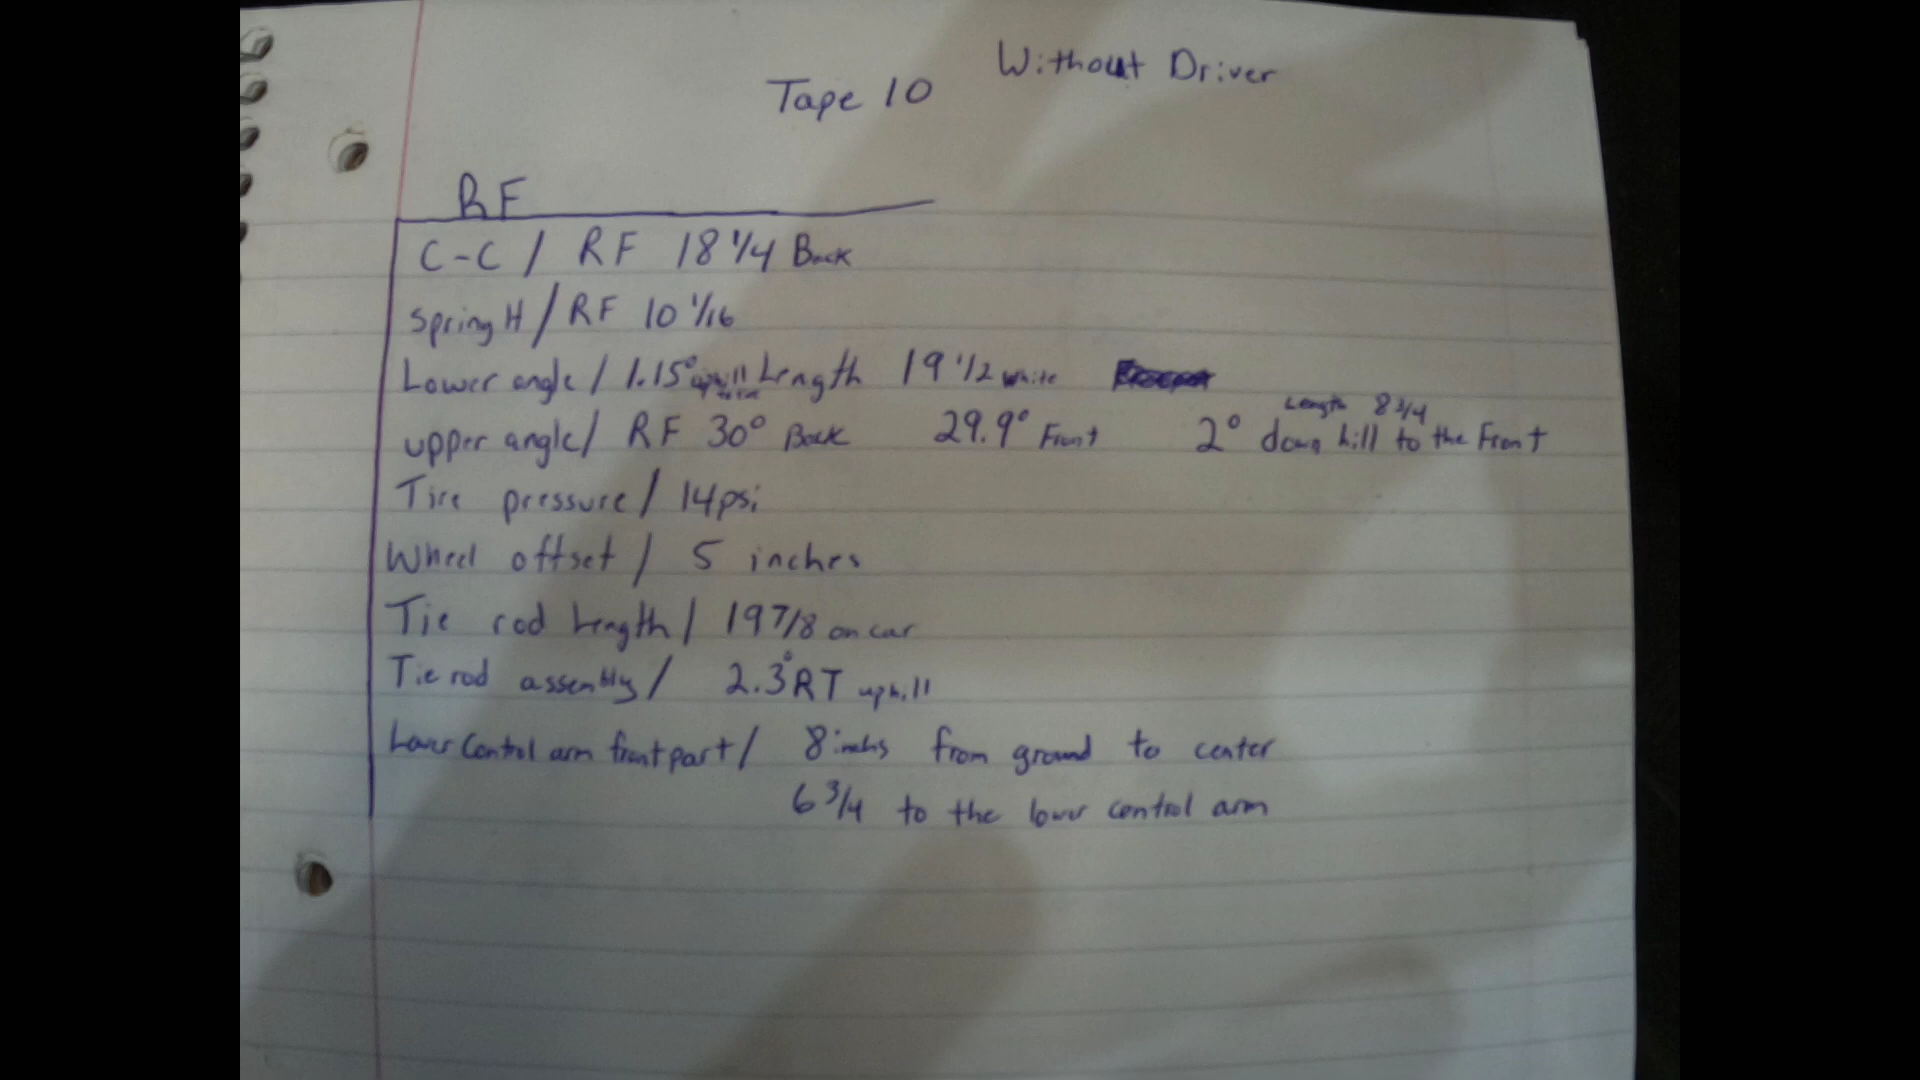 Without Driver
Tape 10
RF
C-C / RF 18 1/4 Back
Spring H / RF 10 1/16
Lower angle / 1.15° uphill Length 19 1/2 white
Length 8 3/4
upper angle / RF 30° Back 29.9° Front 2° down hill to the Front
Tire pressure / 14psi
Wheel offset / 5 inches
Tie rod Length / 19 7/8 on car
Tie rod assembly / 2.3° RT uphill
Lower Control arm front part / 8 inches from ground to center
6 3/4 to the lower control arm